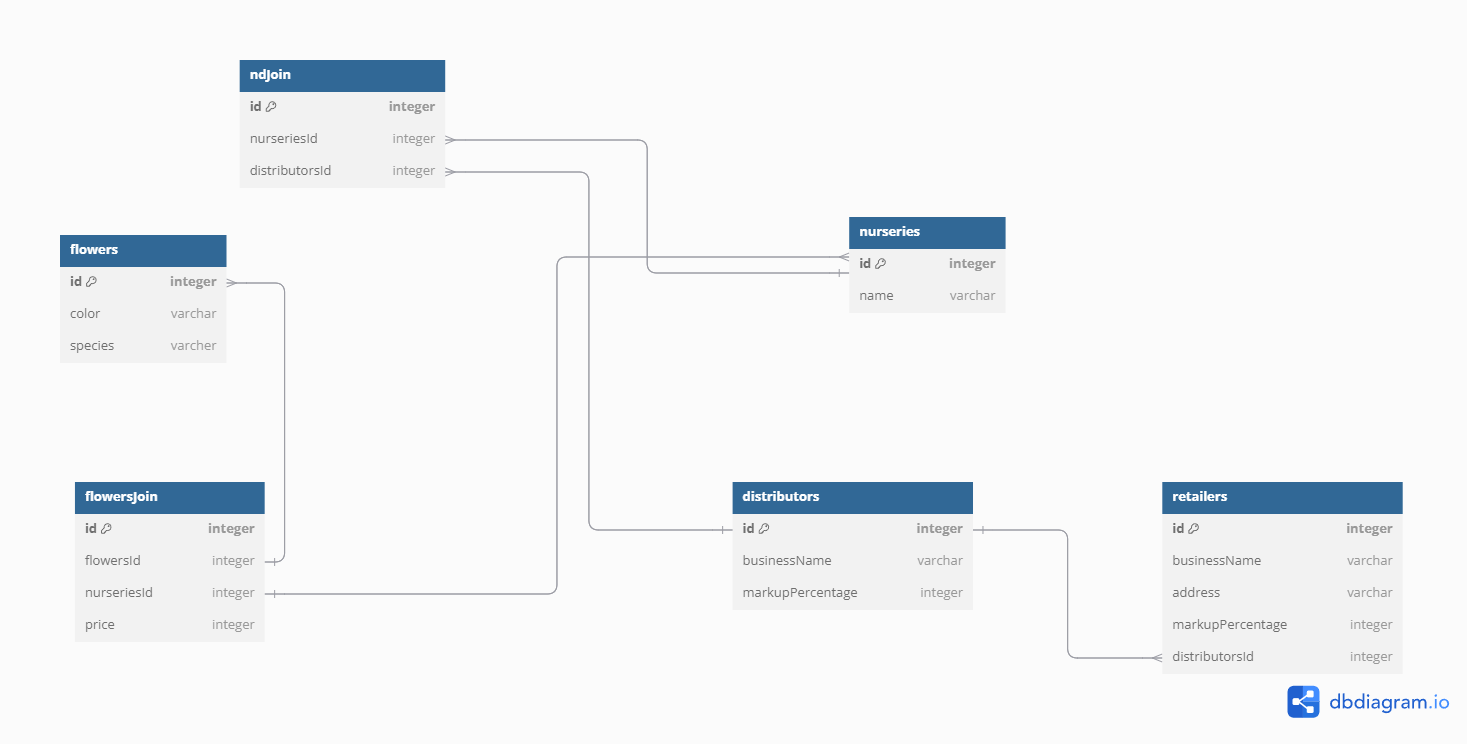 ndJoin
id integer
nurseriesId integer
distributorsId integer
nurseries
id integer
name varchar
flowers
id integer
color varchar
species varcher
flowersJoin
id integer
flowersId integer
nurseriesId integer
price integer
distributors
id integer
businessName varchar
markupPercentage integer
retailers
id integer
businessName varchar
address varchar
markupPercentage integer
distributorsId integer
dbdiagram.io